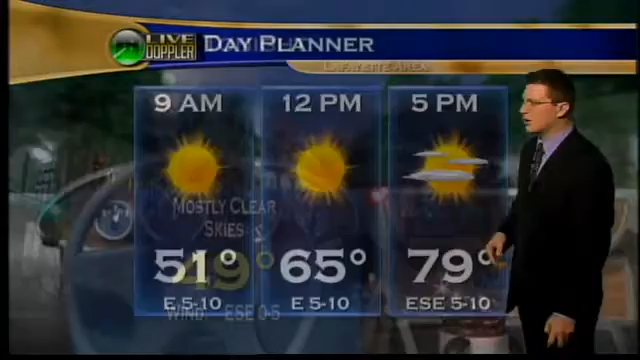 LIVE
DOPPLER
DAY PLANNER
LAFAYETTE AREA
9 AM
12 PM
5 PM
MOSTLY CLEAR
SKIES
49°
51°
65°
79°
E 5-10
E 5-10
ESE 5-10
WIND: ESE 0-5